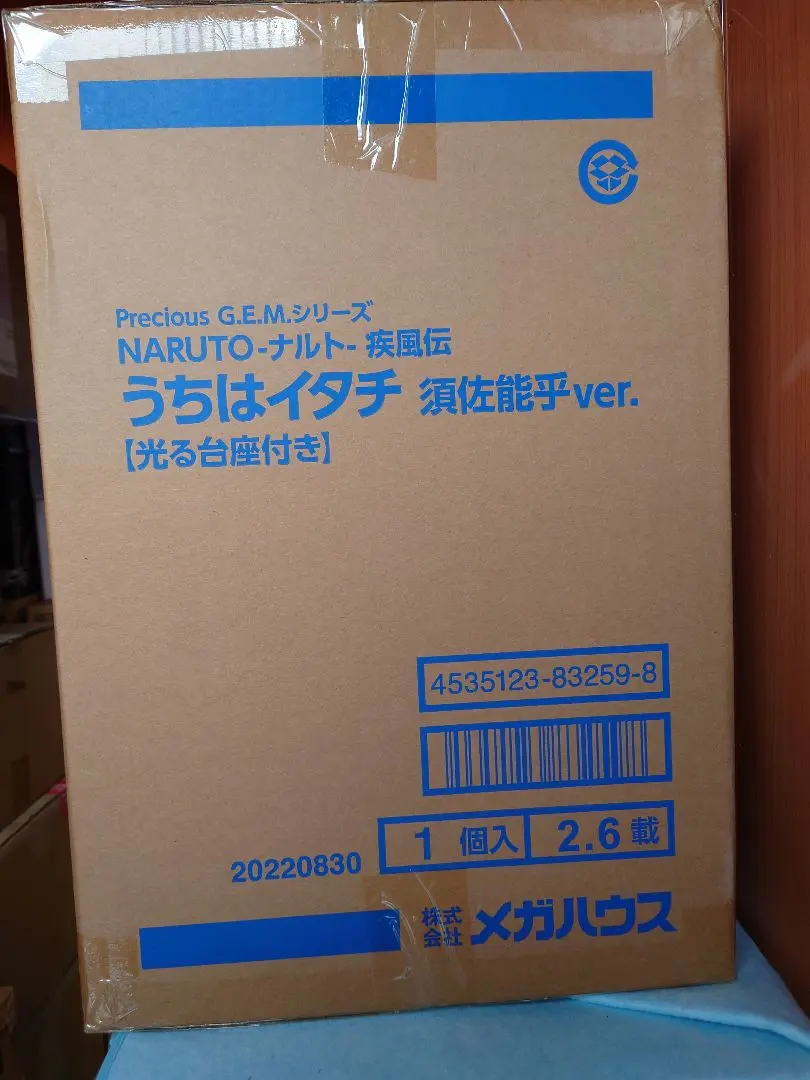 Precious G.E.M.シリーズ
NARUTO-ナルト- 疾風伝
うちはイタチ 須佐能乎ver.
【光る台座付き】
4535123-83259-8
1 個入 2.6 載
20220830
株式会社 メガハウス